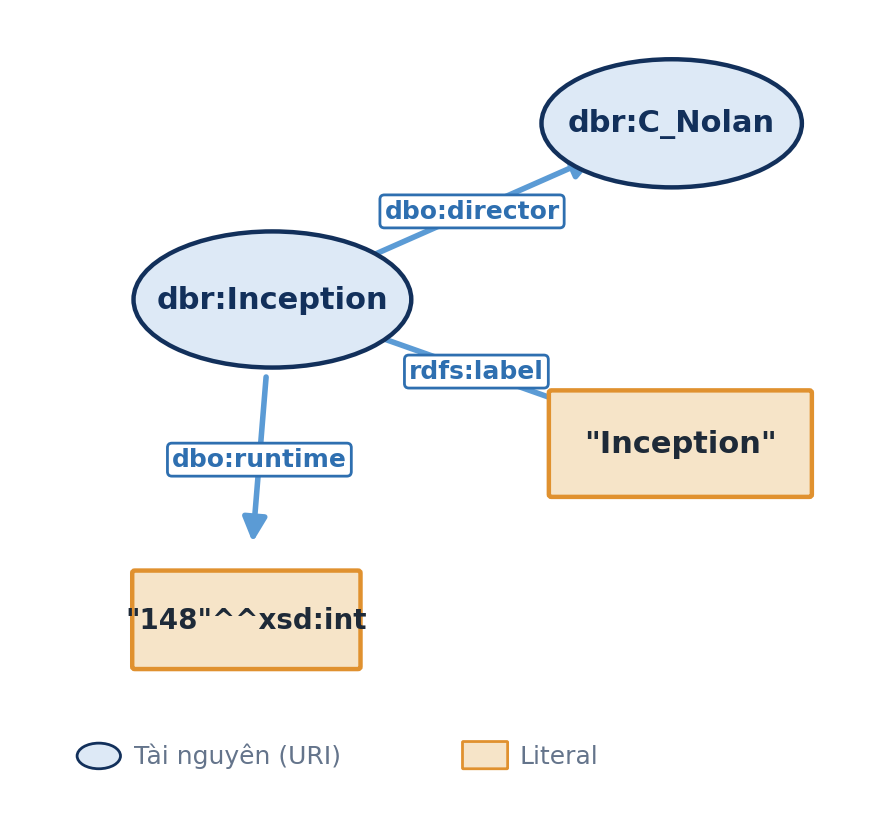 dbr:C_Nolan
dbo:director
dbr:Inception
rdfs:label
"Inception"
dbo:runtime
"148"^^xsd:int
Tài nguyên (URI)
Literal